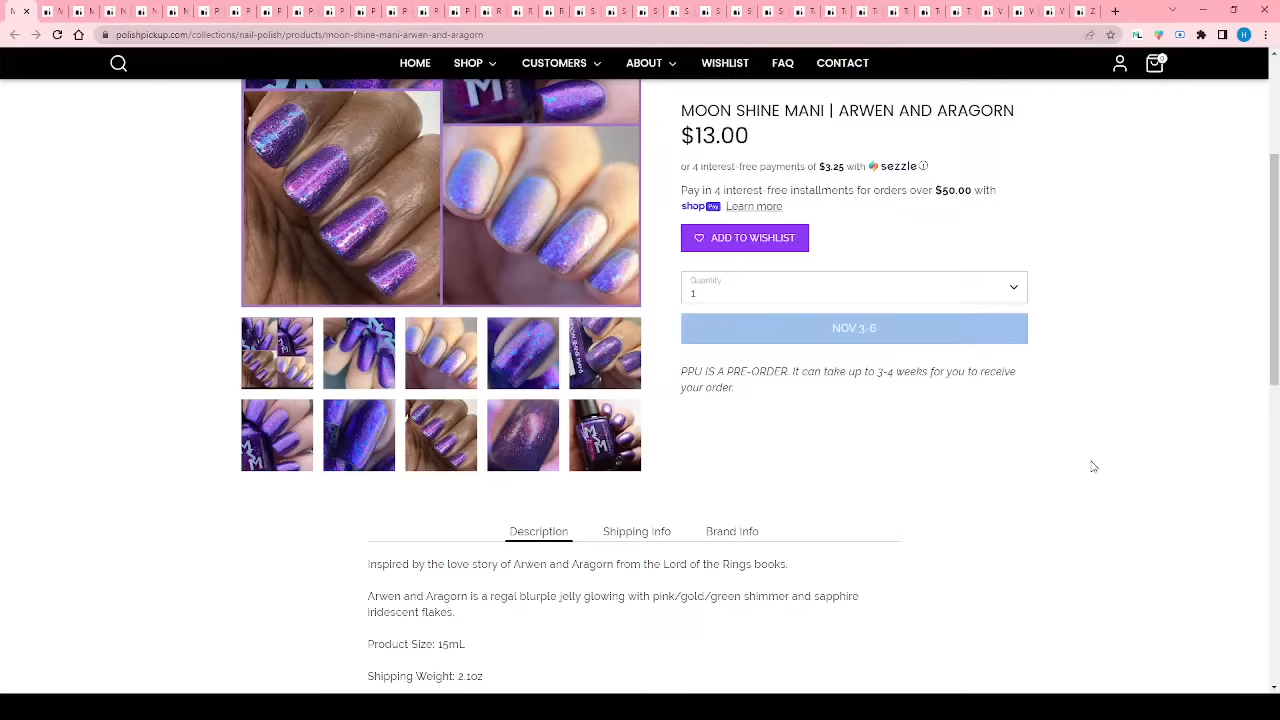 polishpickup.com/collections/nail-polish/products/moon-shine-mani-arwen-and-aragorn
HOME SHOP CUSTOMERS ABOUT WISHLIST FAQ CONTACT
0
MOON SHINE MANI | ARWEN AND ARAGORN
$13.00
or 4 interest-free payments of $3.25 with sezzle
Pay in 4 interest-free installments for orders over $50.00 with
shop Pay Learn more
ADD TO WISHLIST
Quantity
1
NOV 3-6
PPU IS A PRE-ORDER. It can take up to 3-4 weeks for you to receive
your order.
Description Shipping Info Brand Info
Inspired by the love story of Arwen and Aragorn from the Lord of the Rings books.
Arwen and Aragorn is a regal blurple jelly glowing with pink/gold/green shimmer and sapphire
iridescent flakes.
Product Size: 15mL
Shipping Weight: 2.1oz